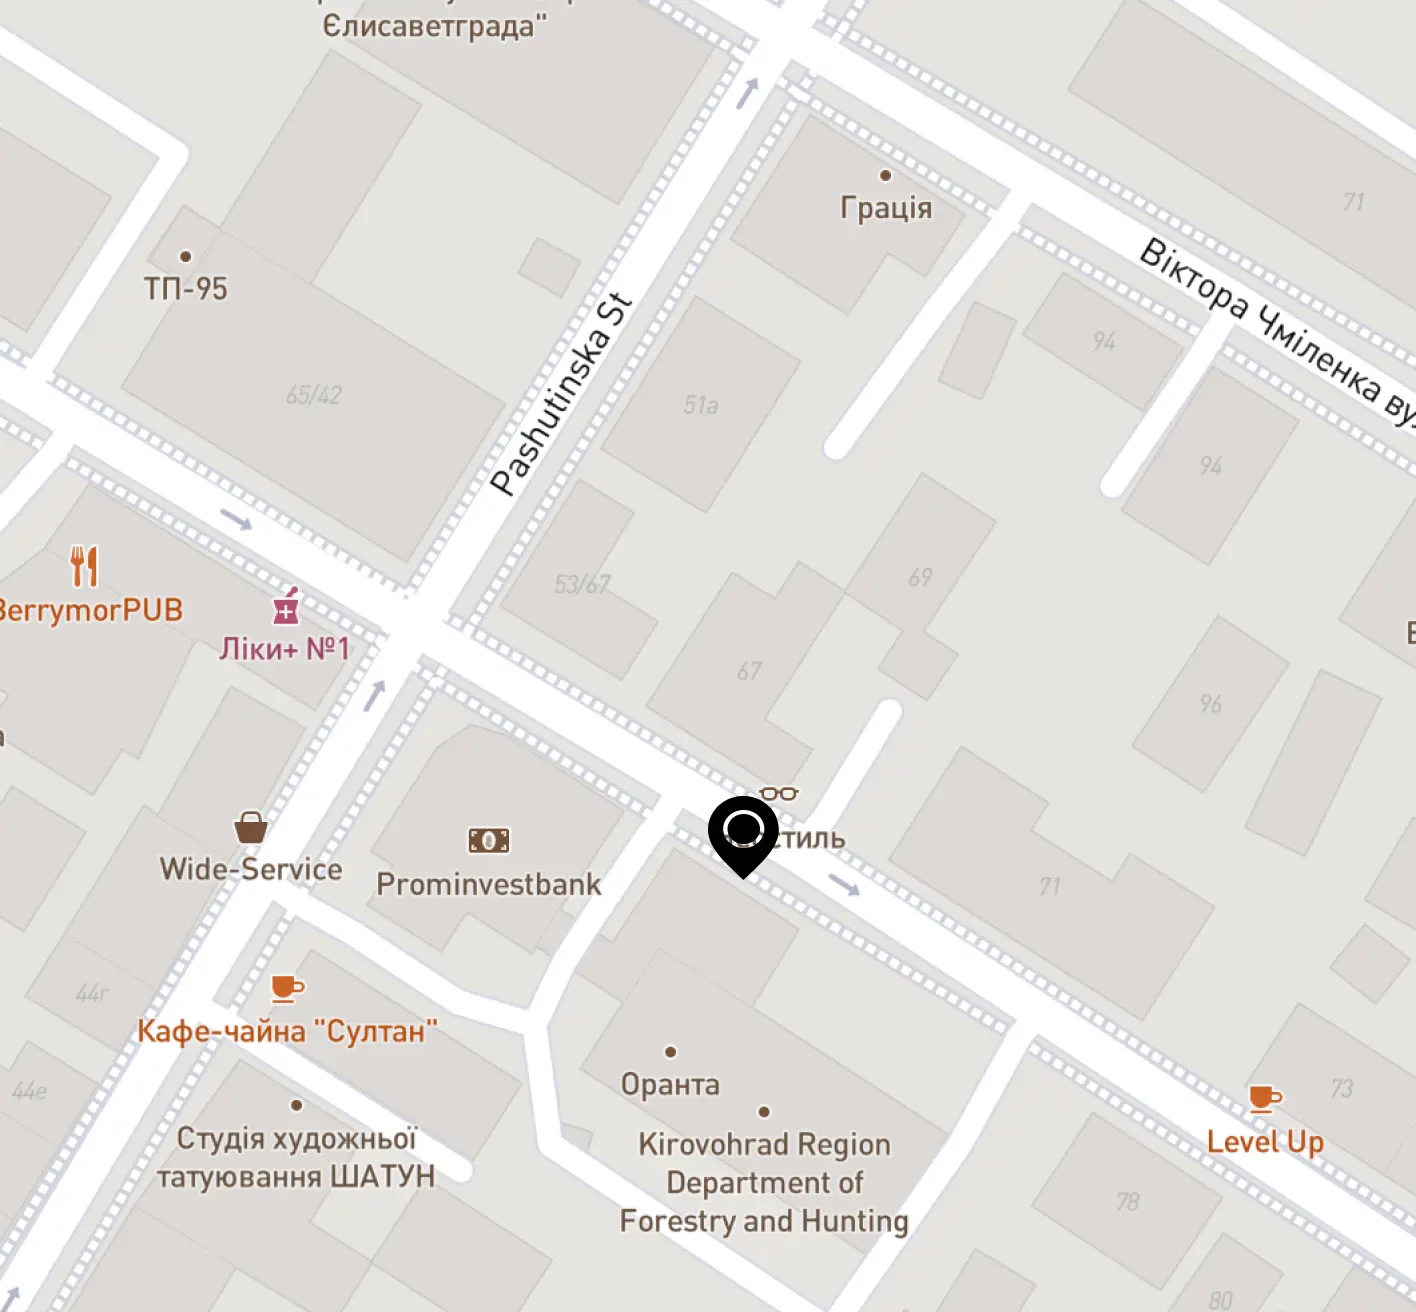 Єлисаветграда"
Грація
71
ТП-95
Віктора Чміленка ву
Pashutinska St
94
65/42
51а
94
BerrymorPUB
53/67
69
Ліки+ №1
67
96
стиль
Wide-Service
Prominvestbank
71
44г
Кафе-чайна "Султан"
Оранта
44е
73
Студія художньої
татуювання ШАТУН
Kirovohrad Region
Department of
Forestry and Hunting
Level Up
78
80